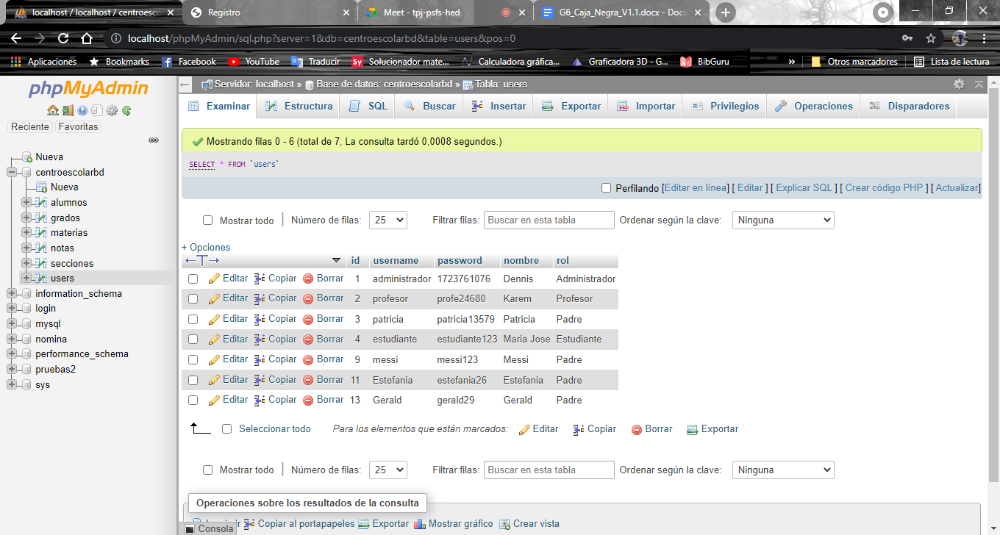 localhost / localhost / centroesco
Registro
Meet - tpj-psfs-hed
G6_Caja_Negra_V1.1.docx - Docu
localhost/phpMyAdmin/sql.php?server=1&db=centroescolarbd&table=users&pos=0
Aplicaciones Bookmarks Facebook YouTube Traducir Solucionador mate... Calculadora gráfica... Graficadora 3D - G... BibGuru » Otros marcadores Lista de lectura
phpMyAdmin
Reciente Favoritas
Nueva
centroescolarbd
Nueva
alumnos
grados
materias
notas
secciones
users
information_schema
login
mysql
nomina
performance_schema
pruebas2
sys
Servidor: localhost » Base de datos: centroescolarbd » Tabla: users
Examinar Estructura SQL Buscar Insertar Exportar Importar Privilegios Operaciones Disparadores
Mostrando filas 0 - 6 (total de 7, La consulta tardó 0,0008 segundos.)
SELECT * FROM `users`
Perfilando [Editar en línea] [ Editar ] [ Explicar SQL ] [ Crear código PHP ] [ Actualizar]
Mostrar todo | Número de filas: 25 Filtrar filas: Buscar en esta tabla Ordenar según la clave: Ninguna
+ Opciones
←T→ id username password nombre rol
Editar Copiar Borrar 1 administrador 1723761076 Dennis Administrador
Editar Copiar Borrar 2 profesor profe24680 Karem Profesor
Editar Copiar Borrar 3 patricia patricia13579 Patricia Padre
Editar Copiar Borrar 4 estudiante estudiante123 Maria Jose Estudiante
Editar Copiar Borrar 9 messi messi123 Messi Padre
Editar Copiar Borrar 11 Estefania estefania26 Estefania Padre
Editar Copiar Borrar 13 Gerald gerald29 Gerald Padre
Seleccionar todo Para los elementos que están marcados: Editar Copiar Borrar Exportar
Mostrar todo | Número de filas: 25 Filtrar filas: Buscar en esta tabla Ordenar según la clave: Ninguna
Operaciones sobre los resultados de la consulta
Copiar al portapapeles Exportar Mostrar gráfico Crear vista
Consola